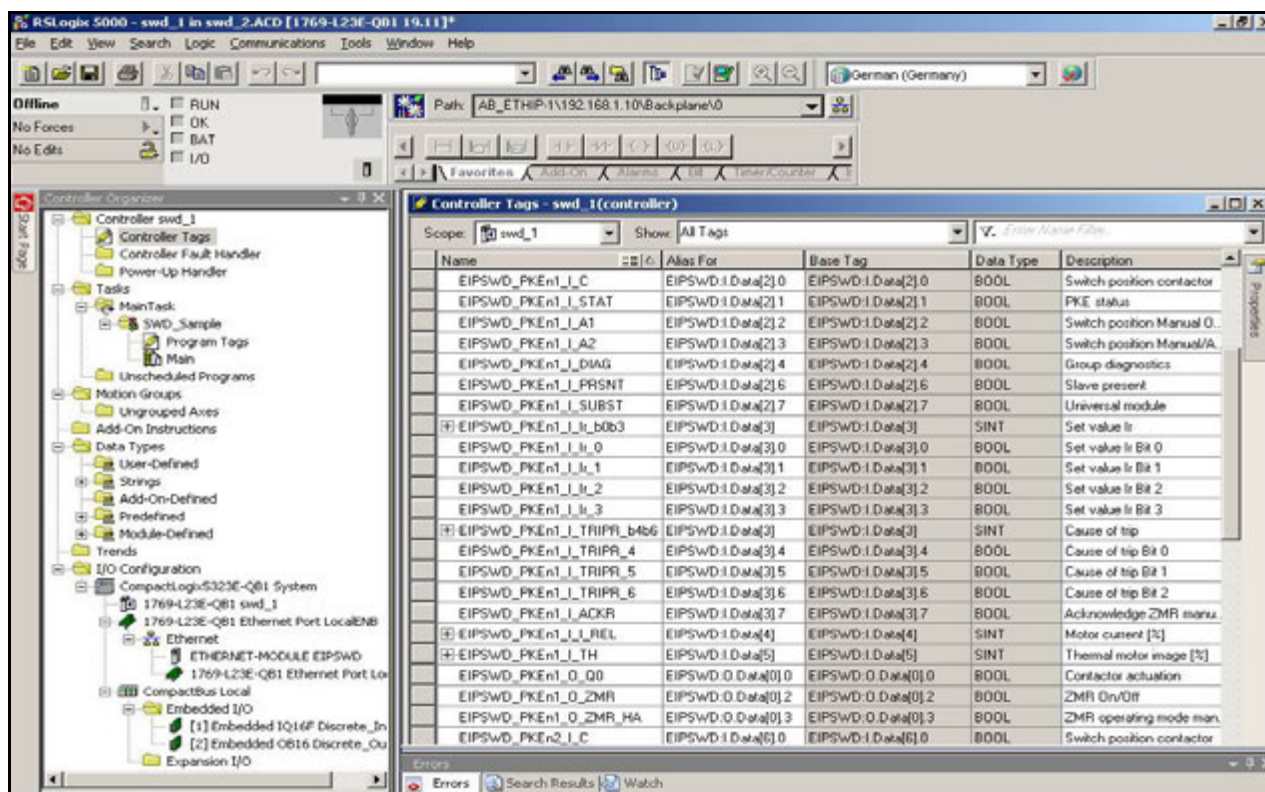 RSLogix 5000 - swd_1 in swd_2.ACD [1769-L23E-QB1 19.11]*
File Edit View Search Logic Communications Tools Window Help
German (Germany)
Offline
RUN
No Forces
OK
No Edits
BAT
I/O
Path: AB_ETHIP-1\192.168.1.10\Backplane\0
Favorites Add-On Alarms Bit Timer/Counter
Start Page
Controller Organizer
Controller swd_1
Controller Tags
Controller Fault Handler
Power-Up Handler
Tasks
MainTask
SWD_Sample
Program Tags
Main
Unscheduled Programs
Motion Groups
Ungrouped Axes
Add-On Instructions
Data Types
User-Defined
Strings
Add-On-Defined
Predefined
Module-Defined
Trends
I/O Configuration
CompactLogix5323E-QB1 System
1769-L23E-QB1 swd_1
1769-L23E-QB1 Ethernet Port LocalENB
Ethernet
ETHERNET-MODULE EIPSWD
1769-L23E-QB1 Ethernet Port Lo
CompactBus Local
Embedded I/O
[1] Embedded IQ16F Discrete_In
[2] Embedded OB16 Discrete_Ou
Expansion I/O
Controller Tags - swd_1(controller)
Scope: swd_1 Show: All Tags Enter Name Filter...
Name Alias For Base Tag Data Type Description
EIPSWD_PKEn1_I_C EIPSWD:I.Data[2].0 EIPSWD:I.Data[2].0 BOOL Switch position contactor
EIPSWD_PKEn1_I_STAT EIPSWD:I.Data[2].1 EIPSWD:I.Data[2].1 BOOL PKE status
EIPSWD_PKEn1_I_A1 EIPSWD:I.Data[2].2 EIPSWD:I.Data[2].2 BOOL Switch position Manual O..
EIPSWD_PKEn1_I_A2 EIPSWD:I.Data[2].3 EIPSWD:I.Data[2].3 BOOL Switch position Manual/A..
EIPSWD_PKEn1_I_DIAG EIPSWD:I.Data[2].4 EIPSWD:I.Data[2].4 BOOL Group diagnostics
EIPSWD_PKEn1_I_PRSNT EIPSWD:I.Data[2].6 EIPSWD:I.Data[2].6 BOOL Slave present
EIPSWD_PKEn1_I_SUBST EIPSWD:I.Data[2].7 EIPSWD:I.Data[2].7 BOOL Universal module
EIPSWD_PKEn1_I_Ir_b0b3 EIPSWD:I.Data[3] EIPSWD:I.Data[3] SINT Set value Ir
EIPSWD_PKEn1_I_Ir_0 EIPSWD:I.Data[3].0 EIPSWD:I.Data[3].0 BOOL Set value Ir Bit 0
EIPSWD_PKEn1_I_Ir_1 EIPSWD:I.Data[3].1 EIPSWD:I.Data[3].1 BOOL Set value Ir Bit 1
EIPSWD_PKEn1_I_Ir_2 EIPSWD:I.Data[3].2 EIPSWD:I.Data[3].2 BOOL Set value Ir Bit 2
EIPSWD_PKEn1_I_Ir_3 EIPSWD:I.Data[3].3 EIPSWD:I.Data[3].3 BOOL Set value Ir Bit 3
EIPSWD_PKEn1_I_TRIPR_b4b6 EIPSWD:I.Data[3] EIPSWD:I.Data[3] SINT Cause of trip
EIPSWD_PKEn1_I_TRIPR_4 EIPSWD:I.Data[3].4 EIPSWD:I.Data[3].4 BOOL Cause of trip Bit 0
EIPSWD_PKEn1_I_TRIPR_5 EIPSWD:I.Data[3].5 EIPSWD:I.Data[3].5 BOOL Cause of trip Bit 1
EIPSWD_PKEn1_I_TRIPR_6 EIPSWD:I.Data[3].6 EIPSWD:I.Data[3].6 BOOL Cause of trip Bit 2
EIPSWD_PKEn1_I_ACKR EIPSWD:I.Data[3].7 EIPSWD:I.Data[3].7 BOOL Acknowledge ZMR manu..
EIPSWD_PKEn1_I_I_REL EIPSWD:I.Data[4] EIPSWD:I.Data[4] SINT Motor current [%]
EIPSWD_PKEn1_I_TH EIPSWD:I.Data[5] EIPSWD:I.Data[5] SINT Thermal motor image [%]
EIPSWD_PKEn1_O_Q0 EIPSWD:O.Data[0].0 EIPSWD:O.Data[0].0 BOOL Contactor actuation
EIPSWD_PKEn1_O_ZMR EIPSWD:O.Data[0].2 EIPSWD:O.Data[0].2 BOOL ZMR On/Off
EIPSWD_PKEn1_O_ZMR_HA EIPSWD:O.Data[0].3 EIPSWD:O.Data[0].3 BOOL ZMR operating mode man..
EIPSWD_PKEn2_I_C EIPSWD:I.Data[6].0 EIPSWD:I.Data[6].0 BOOL Switch position contactor
Properties
Errors
Errors Search Results Watch